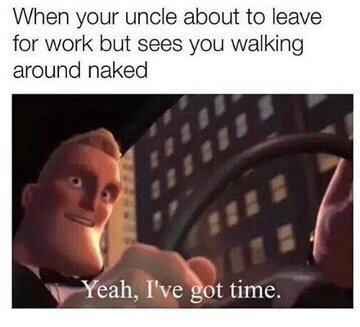 When your uncle about to leave
for work but sees you walking
around naked
Yeah, I've got time.